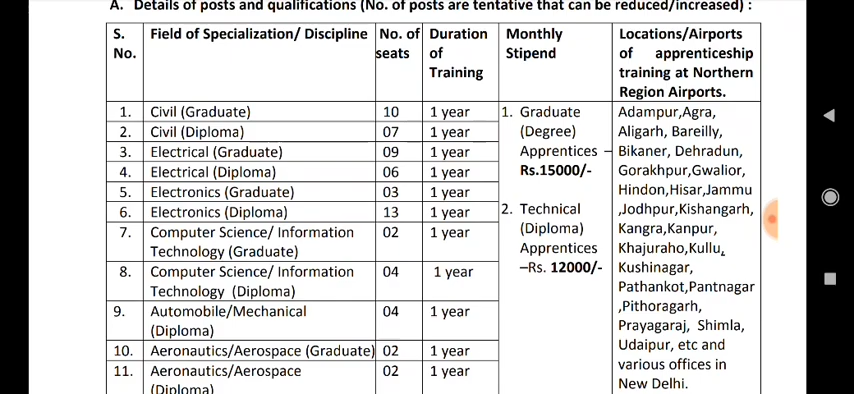 A. Details of posts and qualifications (No. of posts are tentative that can be reduced/increased) :
S. No. Field of Specialization/ Discipline No. of seats Duration of Training Monthly Stipend Locations/Airports of apprenticeship training at Northern Region Airports.
1. Civil (Graduate) 10 1 year
2. Civil (Diploma) 07 1 year
3. Electrical (Graduate) 09 1 year
4. Electrical (Diploma) 06 1 year
5. Electronics (Graduate) 03 1 year
6. Electronics (Diploma) 13 1 year
7. Computer Science/ Information Technology (Graduate) 02 1 year
8. Computer Science/ Information Technology (Diploma) 04 1 year
9. Automobile/Mechanical (Diploma) 04 1 year
10. Aeronautics/Aerospace (Graduate) 02 1 year
11. Aeronautics/Aerospace (Diploma) 02 1 year
1. Graduate
(Degree)
Apprentices –
Rs.15000/-
2. Technical
(Diploma)
Apprentices
–Rs. 12000/-
Adampur,Agra,
Aligarh, Bareilly,
Bikaner, Dehradun,
Gorakhpur,Gwalior,
Hindon,Hisar,Jammu
,Jodhpur,Kishangarh,
Kangra,Kanpur,
Khajuraho,Kullu,
Kushinagar,
Pathankot,Pantnagar
,Pithoragarh,
Prayagaraj, Shimla,
Udaipur, etc and
various offices in
New Delhi.